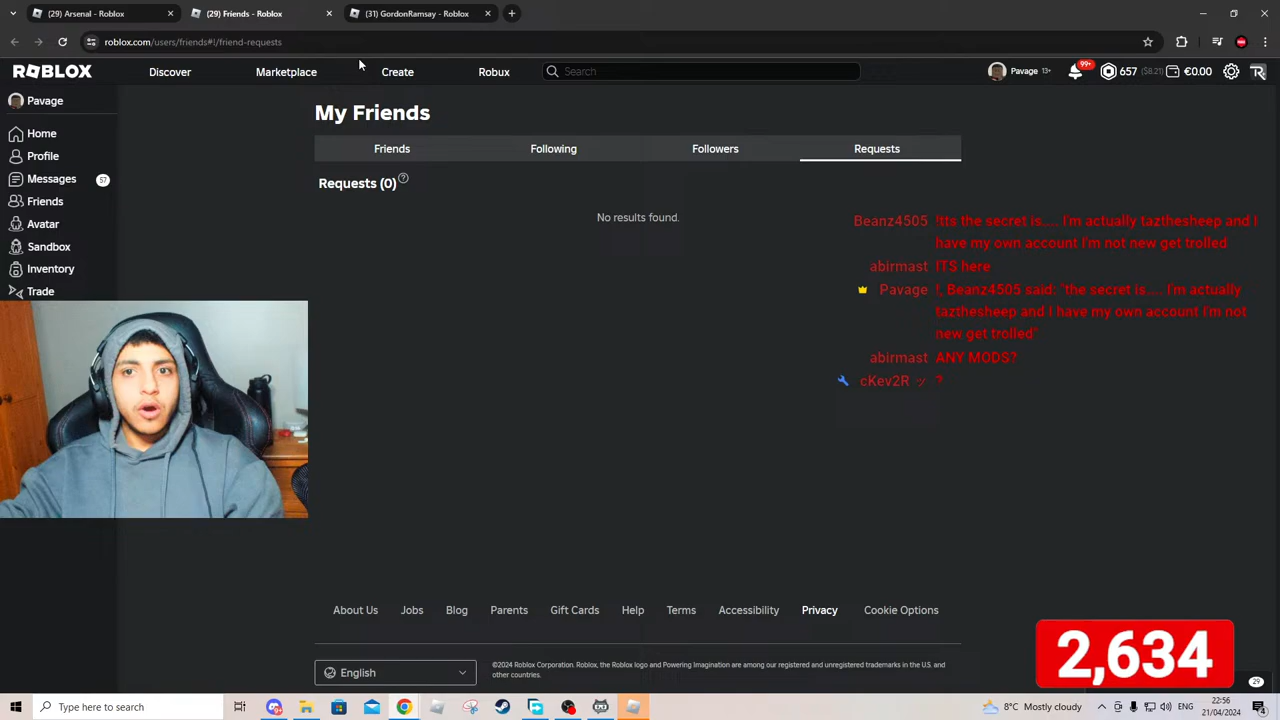 (29) Arsenal - Roblox
(29) Friends - Roblox
(31) GordonRamsay - Roblox
roblox.com/users/friends#!/friend-requests
ROBLOX
Discover
Marketplace
Create
Robux
Search
Pavage 13+
99+
657
($8.21)
€0.00
Pavage
Home
Profile
Messages
57
Friends
Avatar
Sandbox
Inventory
Trade
My Friends
Friends
Following
Followers
Requests
Requests (0)
No results found.
Beanz4505 !tts the secret is.... I'm actually tazthesheep and I
have my own account I'm not new get trolled
abirmast ITS here
Pavage !, Beanz4505 said: "the secret is.... I'm actually
tazthesheep and I have my own account I'm not
new get trolled"
abirmast ANY MODS?
cKev2R ッ ?
About Us
Jobs
Blog
Parents
Gift Cards
Help
Terms
Accessibility
Privacy
Cookie Options
English
©2024 Roblox Corporation. Roblox, the Roblox logo and Powering Imagination are among our registered and unregistered trademarks in the U.S. and
other countries.
2,634
29
Type here to search
8°C Mostly cloudy
ENG
22:56
21/04/2024
4